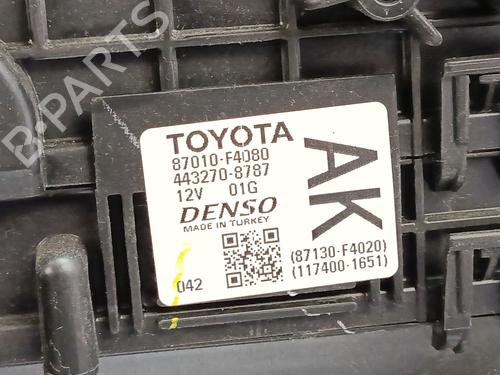 TOYOTA
87010-F4080
443270-8787
12V 01G
DENSO
MADE IN TURKEY
042
AK
(87130-F4020)
(117400-1651)
B-PARTS